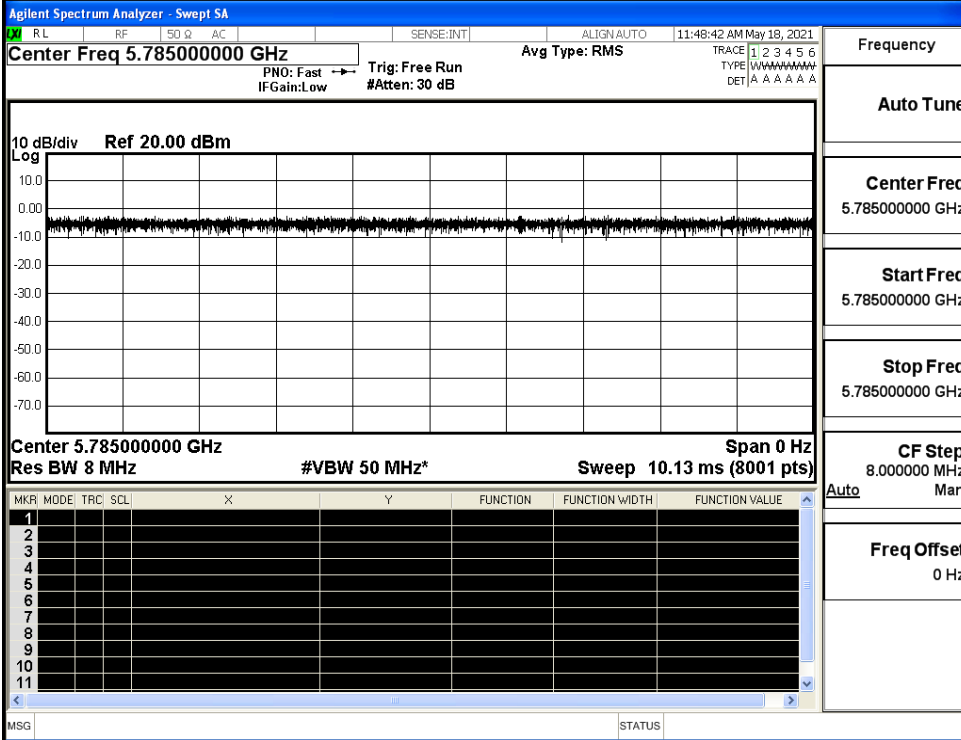 Agilent Spectrum Analyzer - Swept SA
LXI RL RF 50 Ω AC SENSE:INT ALIGN AUTO 11:48:42 AM May 18, 2021
Center Freq 5.785000000 GHz
PNO: Fast
IFGain:Low
Trig: Free Run
#Atten: 30 dB
Avg Type: RMS
TRACE 1 2 3 4 5 6
TYPE
DET A A A A A A
10 dB/div Ref 20.00 dBm
Log
10.0
0.00
-10.0
-20.0
-30.0
-40.0
-50.0
-60.0
-70.0
Center 5.785000000 GHz Span 0 Hz
Res BW 8 MHz #VBW 50 MHz* Sweep 10.13 ms (8001 pts)
MKR MODE TRC SCL X Y FUNCTION FUNCTION WIDTH FUNCTION VALUE
1
2
3
4
5
6
7
8
9
10
11
MSG STATUS
Frequency
Auto Tune
Center Freq
5.785000000 GHz
Start Freq
5.785000000 GHz
Stop Freq
5.785000000 GHz
CF Step
8.000000 MHz
Auto Man
Freq Offset
0 Hz